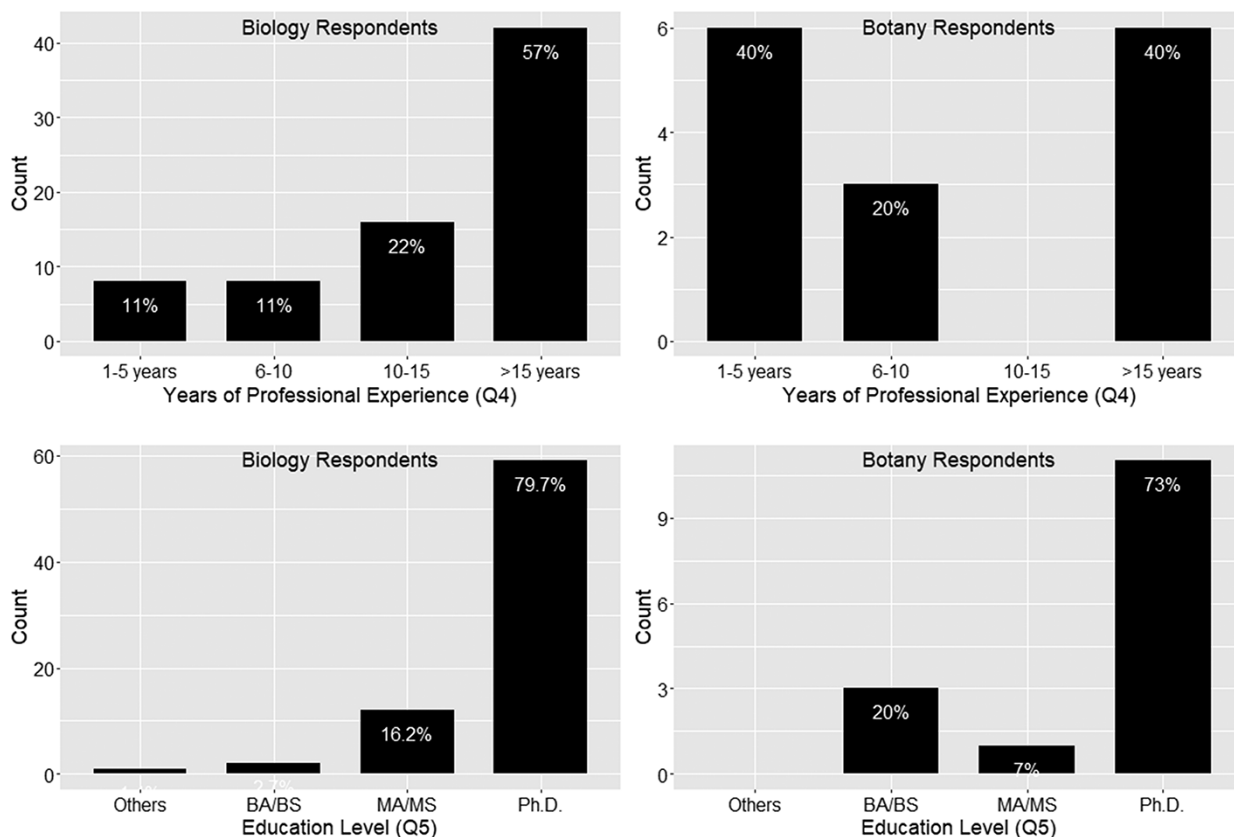 Biology Respondents
40
30
20
10
0
Count
57%
22%
11%
11%
1-5 years
6-10
10-15
>15 years
Years of Professional Experience (Q4)
Botany Respondents
6
4
2
0
Count
40%
20%
40%
1-5 years
6-10
10-15
>15 years
Years of Professional Experience (Q4)
Biology Respondents
60
40
20
0
Count
79.7%
16.2%
2.7%
Others
BA/BS
MA/MS
Ph.D.
Education Level (Q5)
Botany Respondents
9
6
3
0
Count
73%
20%
7%
Others
BA/BS
MA/MS
Ph.D.
Education Level (Q5)